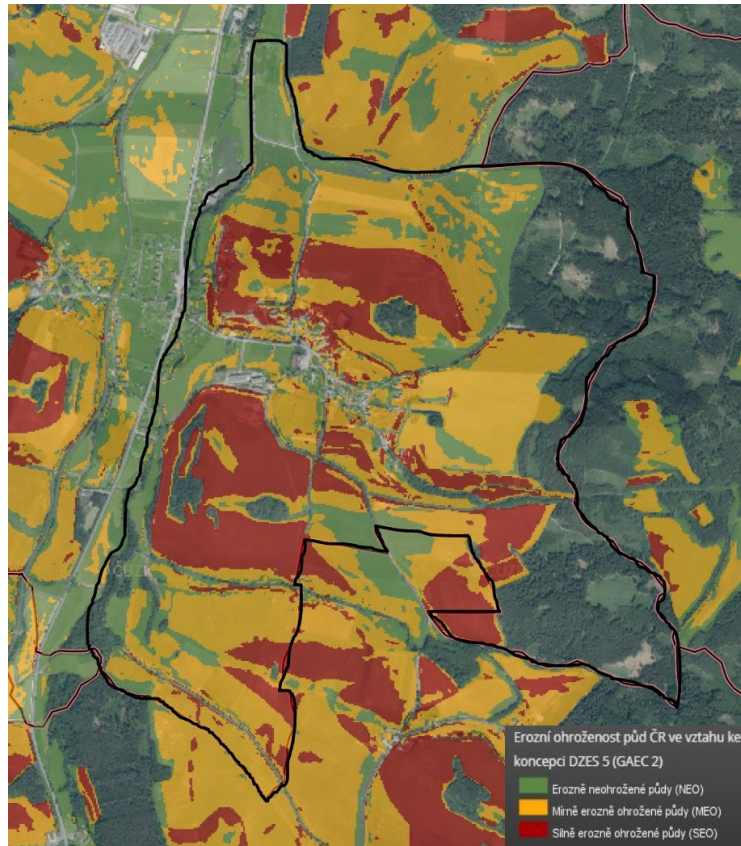 Erozní ohroženost půd ČR ve vztahu ke
koncepci DZES 5 (GAEC 2)
Erozně neohrožené půdy (NEO)
Mírně erozně ohrožené půdy (MEO)
Silně erozně ohrožené půdy (SEO)